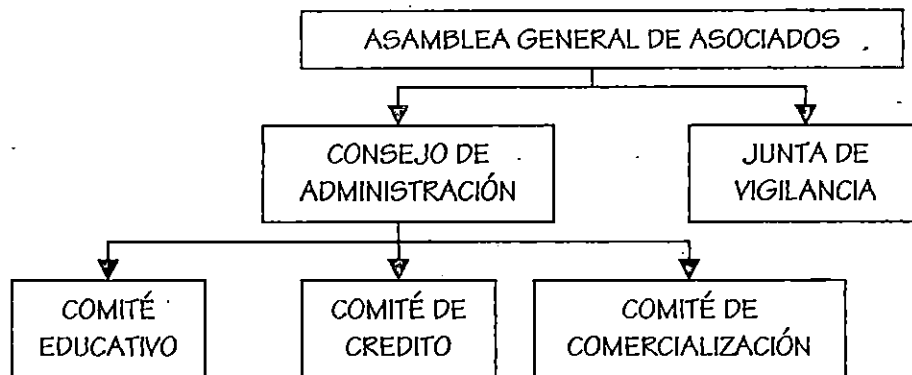 ASAMBLEA GENERAL DE ASOCIADOS
CONSEJO DE
ADMINISTRACIÓN
JUNTA DE
VIGILANCIA
COMITÉ
EDUCATIVO
COMITÉ DE
CREDITO
COMITÉ DE
COMERCIALIZACIÓN